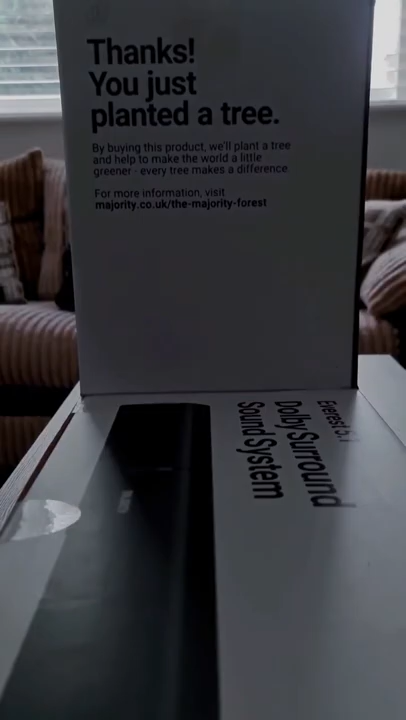 Thanks!
You just
planted a tree.
By buying this product, we'll plant a tree
and help to make the world a little
greener - every tree makes a difference
For more information, visit
majority.co.uk/the-majority-forest
Everest 5.1
Dolby Surround
Sound System